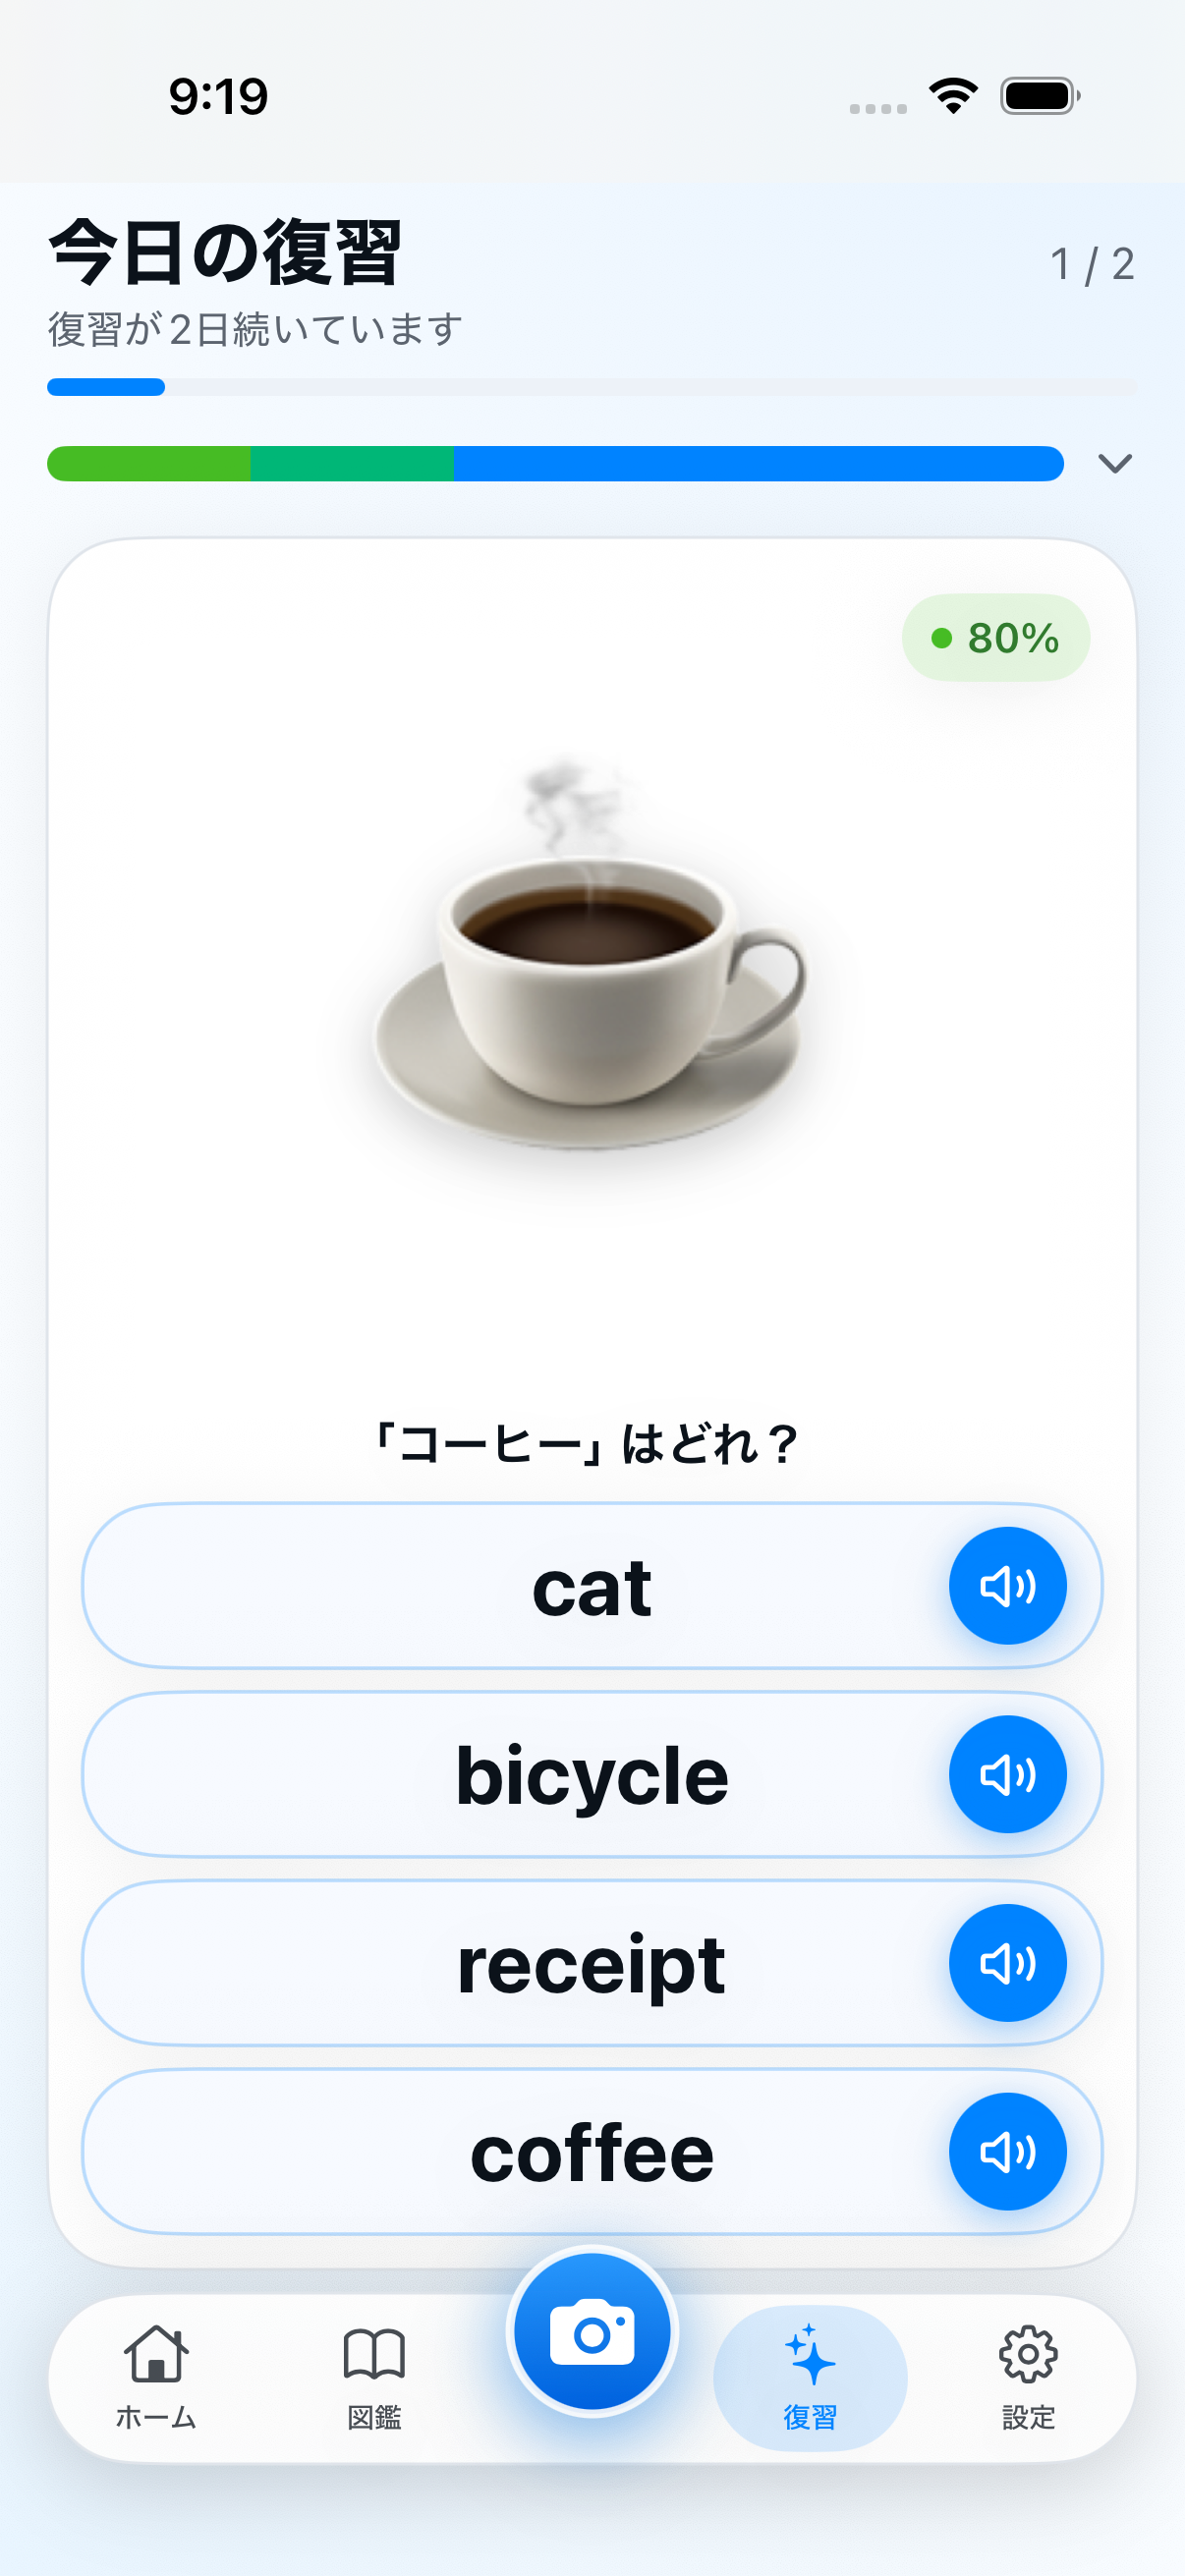 9:19
今日の復習
1 / 2
復習が2日続いています
80%
「コーヒー」はどれ？
cat
bicycle
receipt
coffee
ホーム
図鑑
復習
設定